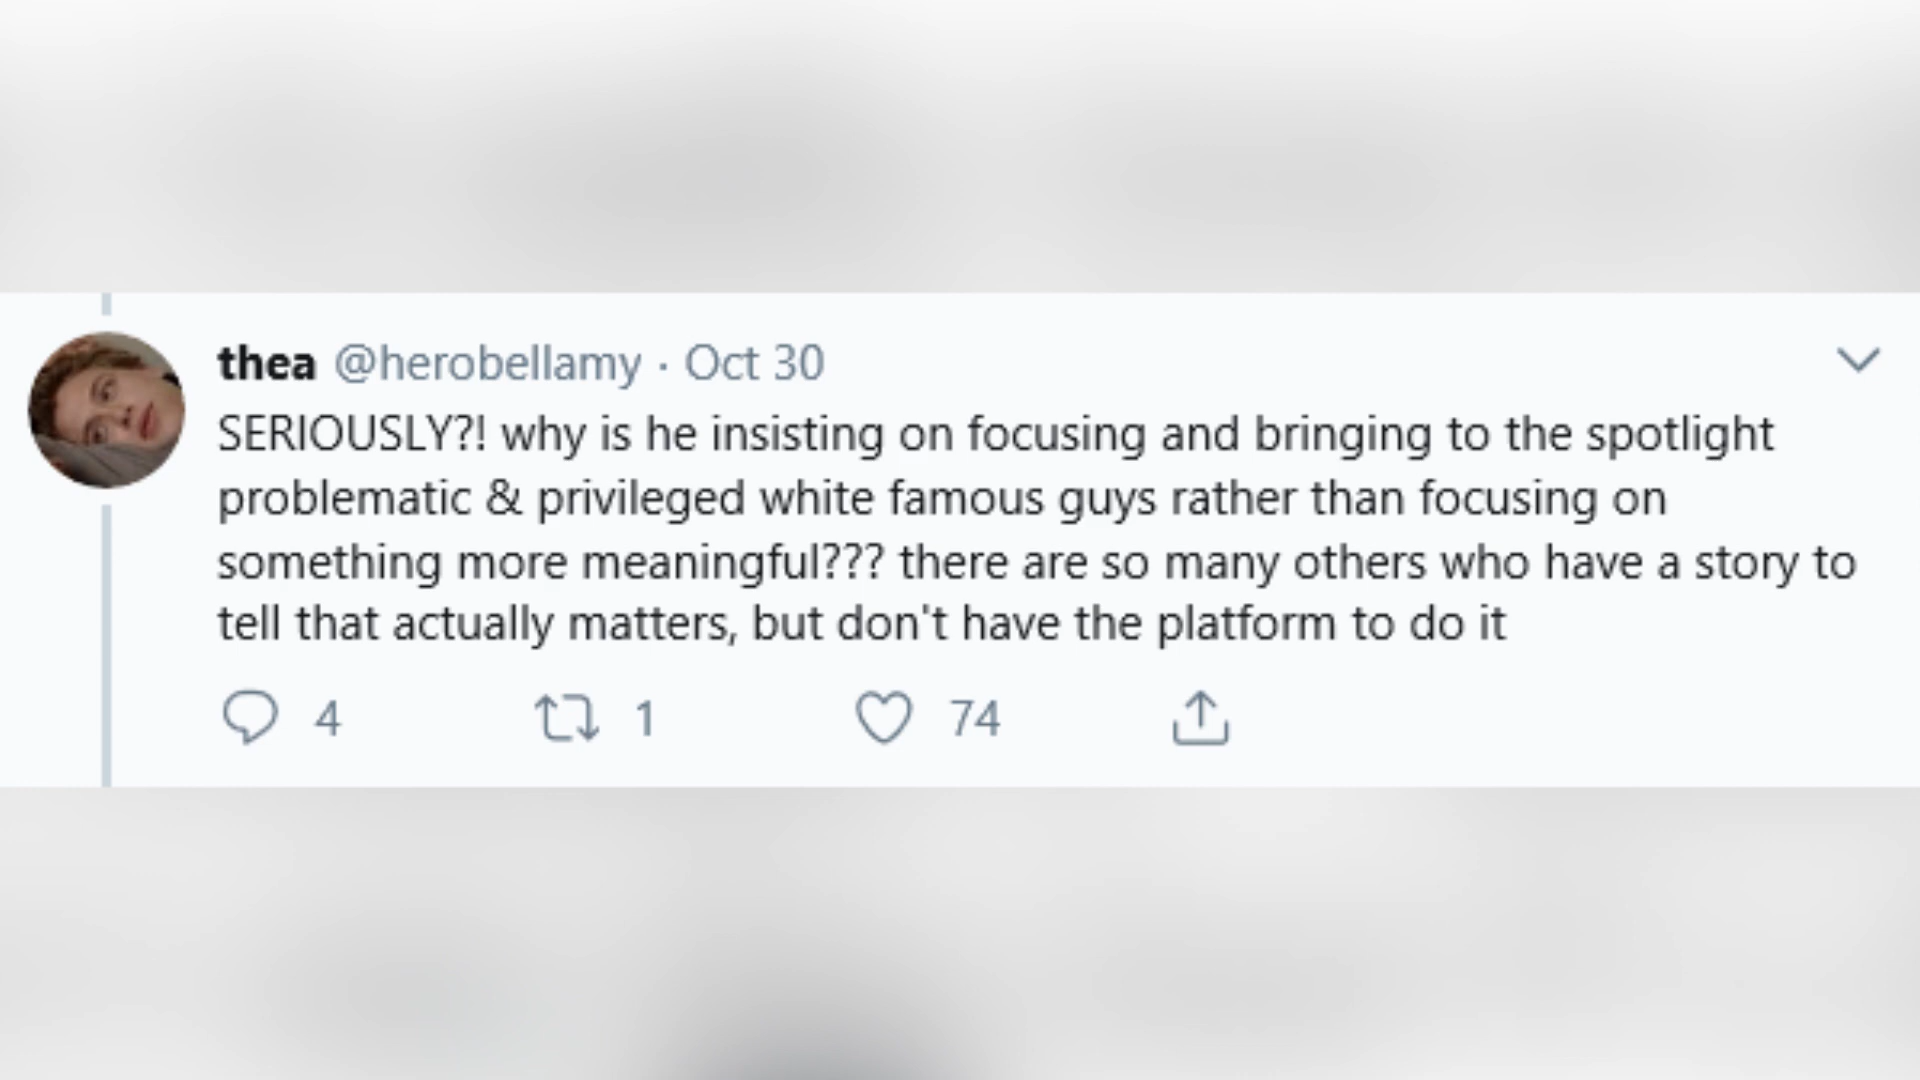 thea @herobellamy · Oct 30
SERIOUSLY?! why is he insisting on focusing and bringing to the spotlight
problematic & privileged white famous guys rather than focusing on
something more meaningful??? there are so many others who have a story to
tell that actually matters, but don't have the platform to do it
4 1 74